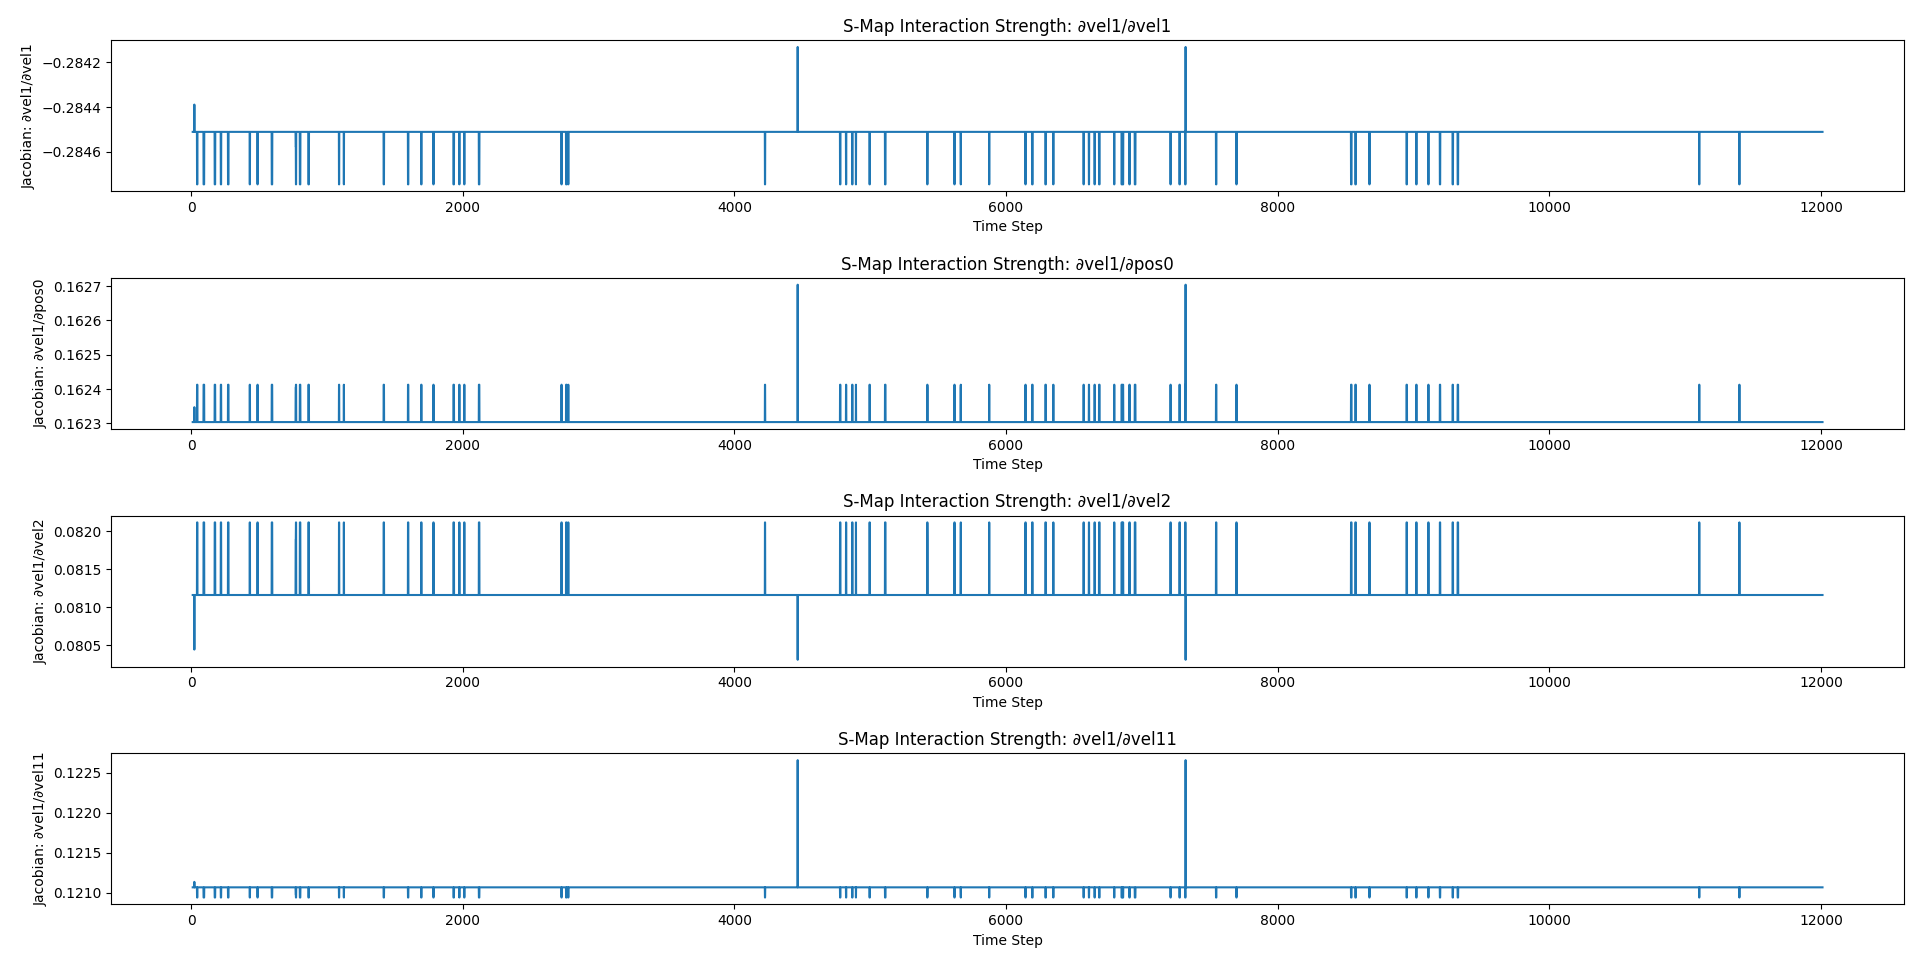 S-Map Interaction Strength: ∂vel1/∂vel1
Jacobian: ∂vel1/∂vel1
−0.2842
−0.2844
−0.2846
0 2000 4000 6000 8000 10000 12000
Time Step
S-Map Interaction Strength: ∂vel1/∂pos0
Jacobian: ∂vel1/∂pos0
0.1627
0.1626
0.1625
0.1624
0.1623
0 2000 4000 6000 8000 10000 12000
Time Step
S-Map Interaction Strength: ∂vel1/∂vel2
Jacobian: ∂vel1/∂vel2
0.0820
0.0815
0.0810
0.0805
0 2000 4000 6000 8000 10000 12000
Time Step
S-Map Interaction Strength: ∂vel1/∂vel11
Jacobian: ∂vel1/∂vel11
0.1225
0.1220
0.1215
0.1210
0 2000 4000 6000 8000 10000 12000
Time Step